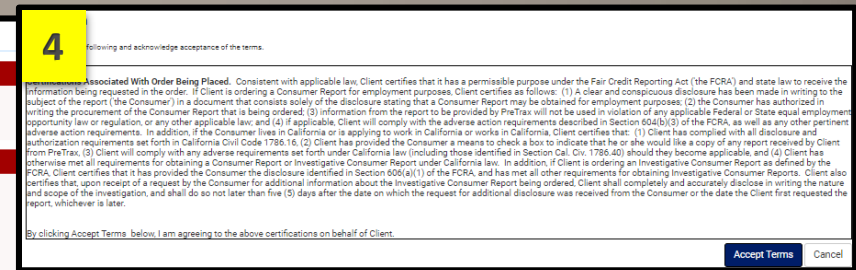 4
following and acknowledge acceptance of the terms.
Certifications Associated With Order Being Placed. Consistent with applicable law, Client certifies that it has a permissible purpose under the Fair Credit Reporting Act ('the FCRA') and state law to receive the
information being requested in the order. If Client is ordering a Consumer Report for employment purposes, Client certifies as follows: (1) A clear and conspicuous disclosure has been made in writing to the
subject of the report ('the Consumer') in a document that consists solely of the disclosure stating that a Consumer Report may be obtained for employment purposes; (2) the Consumer has authorized in
writing the procurement of the Consumer Report that is being ordered; (3) information from the report to be provided by PreTrax will not be used in violation of any applicable Federal or State equal employment
opportunity law or regulation, or any other applicable law; and (4) if applicable, Client will comply with the adverse action requirements described in Section 604(b)(3) of the FCRA, as well as any other pertinent
adverse action requirements. In addition, if the Consumer lives in California or is applying to work in California or works in California, Client certifies that: (1) Client has complied with all disclosure and
authorization requirements set forth in California Civil Code 1786.16, (2) Client has provided the Consumer a means to check a box to indicate that he or she would like a copy of any report received by Client
from PreTrax, (3) Client will comply with any adverse requirements set forth under California law (including those identified in Section Cal. Civ. 1786.40) should they become applicable, and (4) Client has
otherwise met all requirements for obtaining a Consumer Report or Investigative Consumer Report under California law. In addition, if Client is ordering an Investigative Consumer Report as defined by the
FCRA, Client certifies that it has provided the Consumer the disclosure identified in Section 606(a)(1) of the FCRA, and has met all other requirements for obtaining Investigative Consumer Reports. Client also
certifies that, upon receipt of a request by the Consumer for additional information about the Investigative Consumer Report being ordered, Client shall completely and accurately disclose in writing the nature
and scope of the investigation, and shall do so not later than five (5) days after the date on which the request for additional disclosure was received from the Consumer or the date the Client first requested the
report, whichever is later.
By clicking Accept Terms below, I am agreeing to the above certifications on behalf of Client.
Accept Terms Cancel